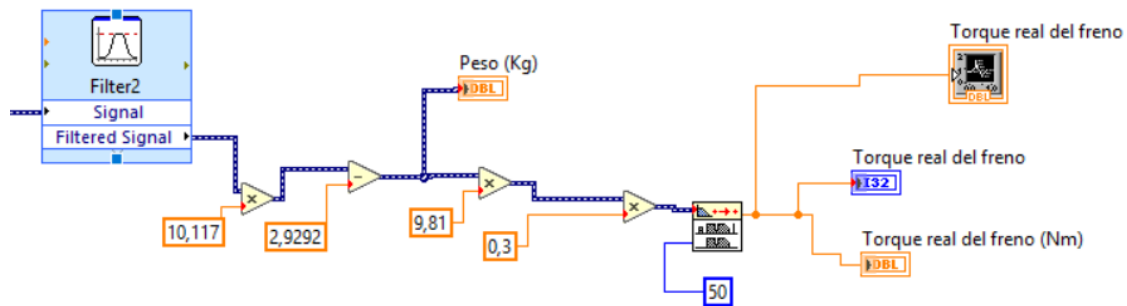 Torque real del freno
Peso (Kg)
DBL
DBL
Filter2
Signal
Filtered Signal
Torque real del freno
I32
10,117
2,9292
9,81
0,3
Torque real del freno (Nm)
DBL
50